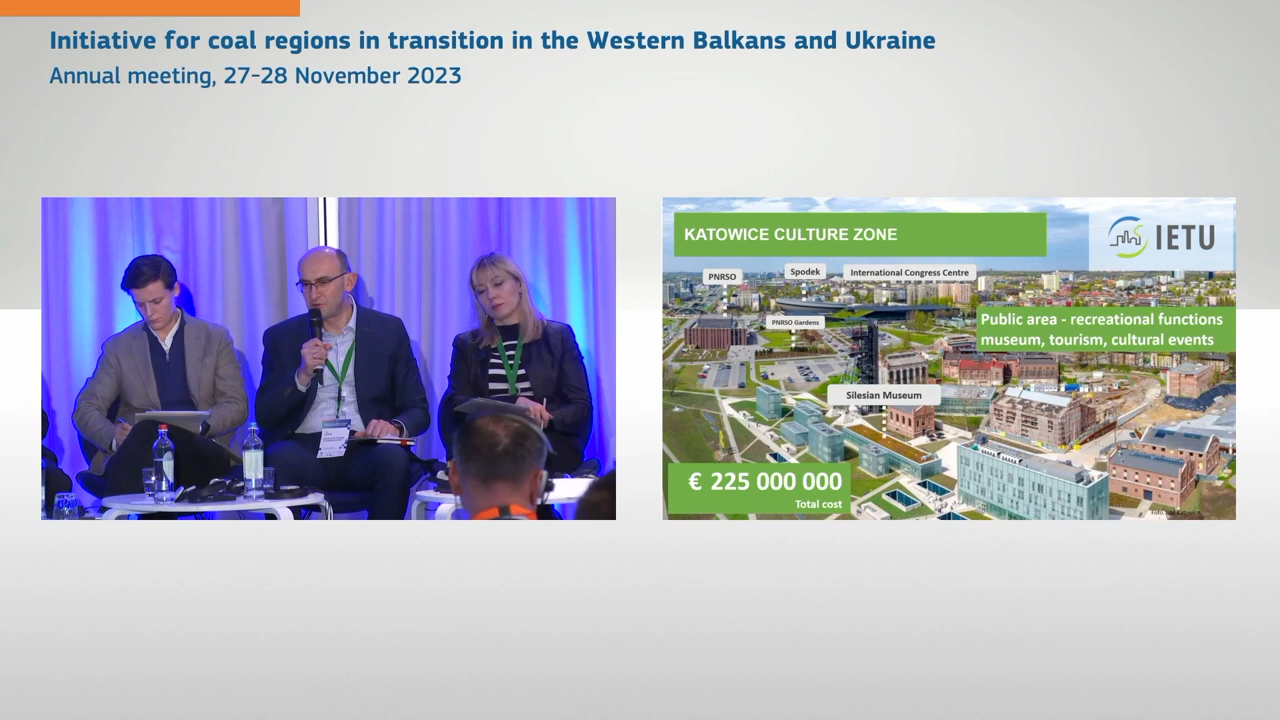 Initiative for coal regions in transition in the Western Balkans and Ukraine
Annual meeting, 27-28 November 2023
KATOWICE CULTURE ZONE
IETU
PNRSO
Spodek
International Congress Centre
PNRSO Gardens
Public area - recreational functions
museum, tourism, cultural events
Silesian Museum
€ 225 000 000
Total cost